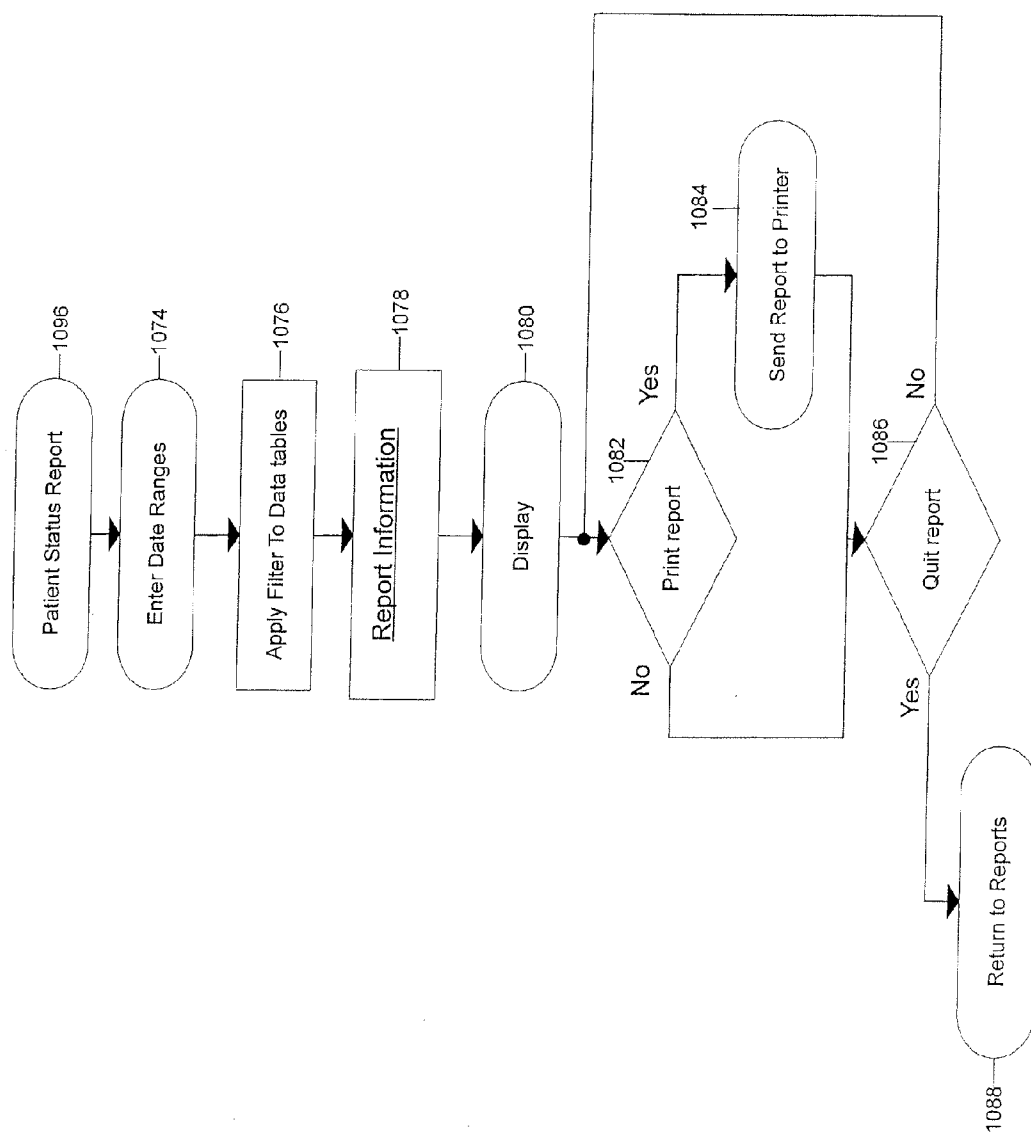 Patient Status Report
1096
Enter Date Ranges
1074
Apply Filter To Data tables
1076
Report Information
1078
Display
1080
Print report
1082
Yes
No
Send Report to Printer
1084
Quit report
1086
No
Yes
Return to Reports
1088